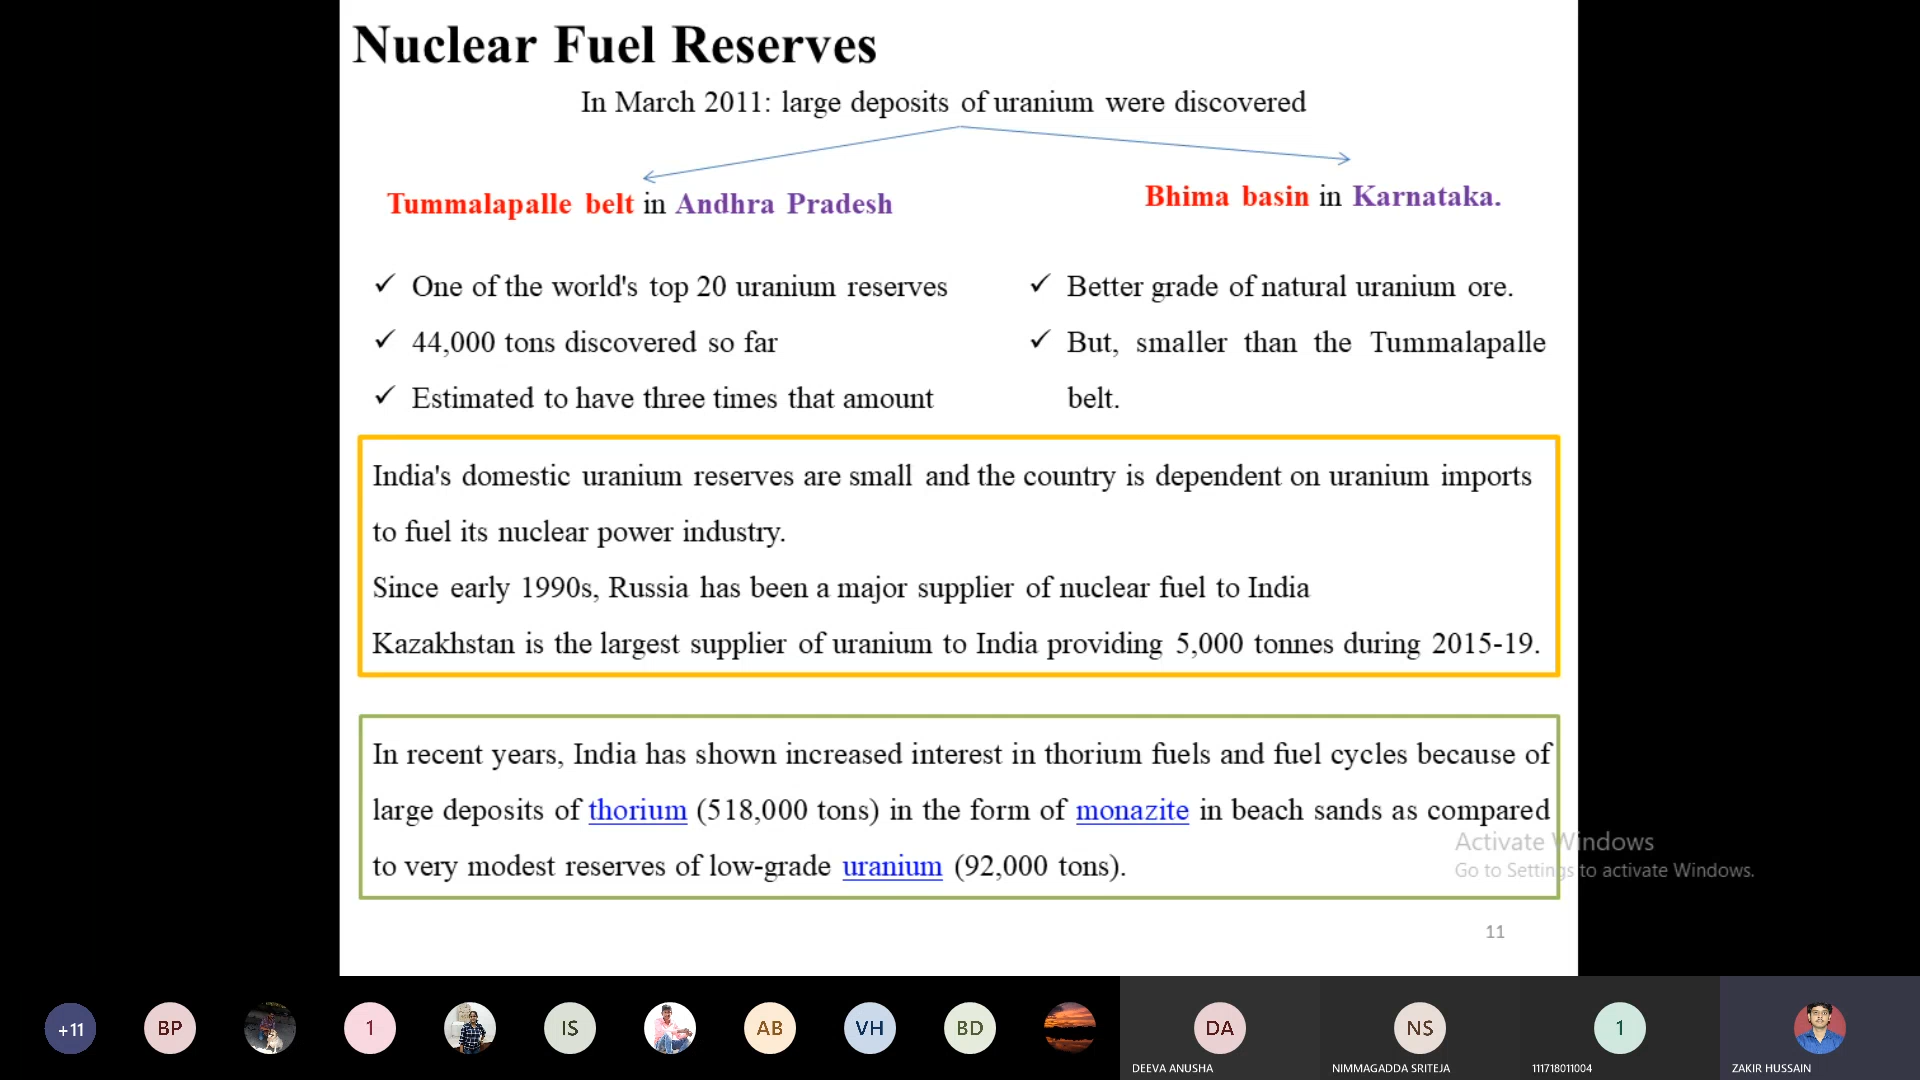 Nuclear Fuel Reserves
In March 2011: large deposits of uranium were discovered
Tummalapalle belt in Andhra Pradesh
Bhima basin in Karnataka.
✓ One of the world's top 20 uranium reserves
✓ 44,000 tons discovered so far
✓ Estimated to have three times that amount
✓ Better grade of natural uranium ore.
✓ But, smaller than the Tummalapalle
belt.
India's domestic uranium reserves are small and the country is dependent on uranium imports
to fuel its nuclear power industry.
Since early 1990s, Russia has been a major supplier of nuclear fuel to India
Kazakhstan is the largest supplier of uranium to India providing 5,000 tonnes during 2015-19.
In recent years, India has shown increased interest in thorium fuels and fuel cycles because of
large deposits of thorium (518,000 tons) in the form of monazite in beach sands as compared
to very modest reserves of low-grade uranium (92,000 tons).
Activate Windows
Go to Settings to activate Windows.
11
+11
BP
1
IS
AB
VH
BD
DA
NS
1
DEEVA ANUSHA
NIMMAGADDA SRITEJA
111718011004
ZAKIR HUSSAIN